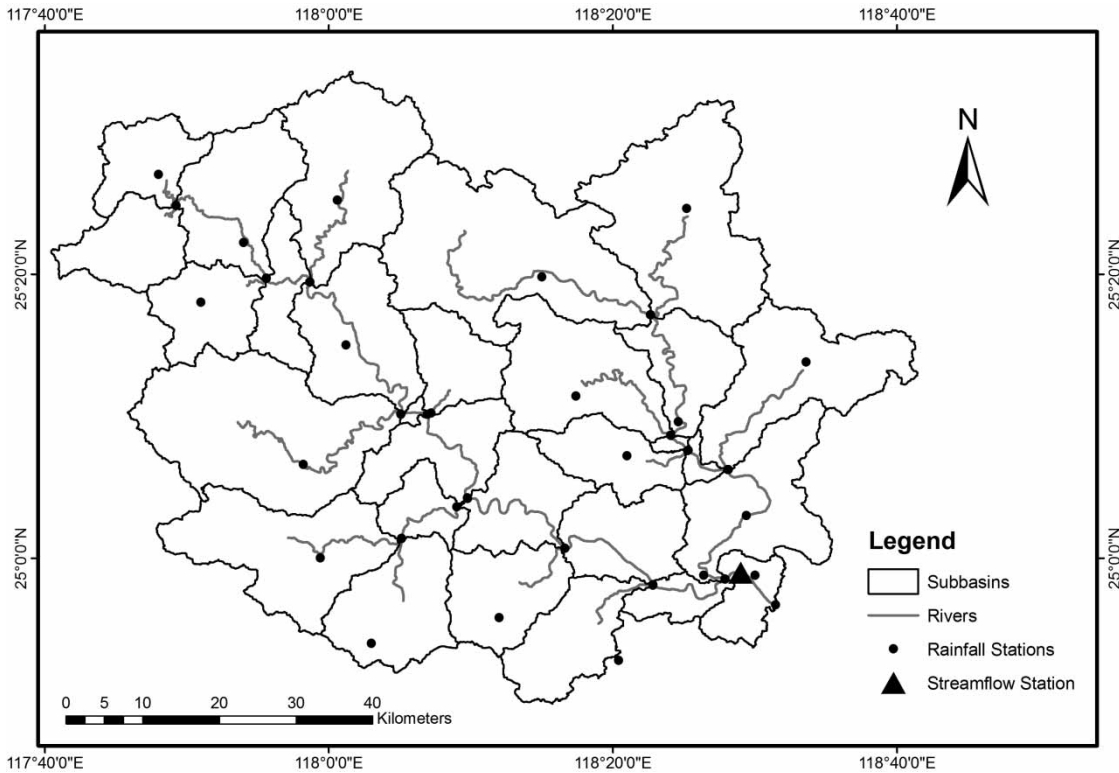 117°40'0"E 118°0'0"E 118°20'0"E 118°40'0"E
N
25°20'0"N 25°20'0"N
25°0'0"N 25°0'0"N
Legend
Subbasins
Rivers
Rainfall Stations
Streamflow Station
0 5 10 20 30 40
Kilometers
117°40'0"E 118°0'0"E 118°20'0"E 118°40'0"E